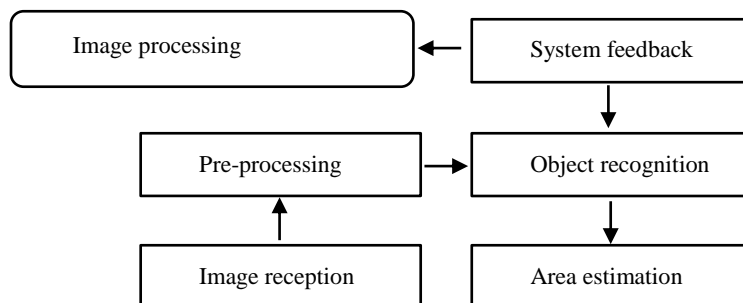 Image processing
System feedback
Pre-processing
Object recognition
Image reception
Area estimation